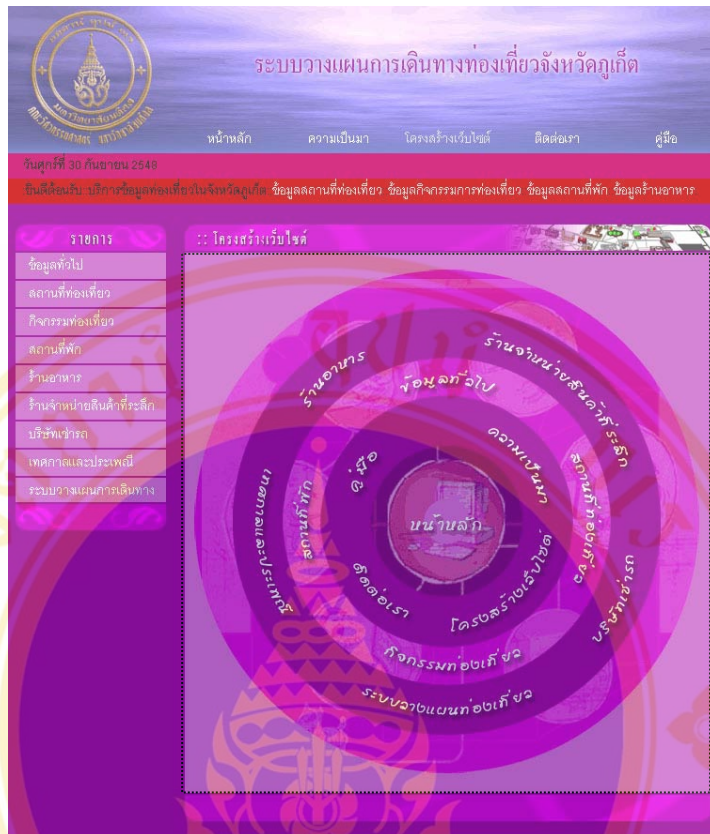 ระบบวางแผนการเดินทางท่องเที่ยวจังหวัดภูเก็ต
หน้าหลัก ความเป็นมา โครงสร้างเว็บไซต์ ติดต่อเรา คู่มือ
วันศุกร์ที่ 30 กันยายน 2548
ยินดีต้อนรับ บริการข้อมูลท่องเที่ยวในจังหวัดภูเก็ต ข้อมูลสถานที่ท่องเที่ยว ข้อมูลกิจกรรมการท่องเที่ยว ข้อมูลสถานที่พัก ข้อมูลร้านอาหาร
รายการ
ข้อมูลทั่วไป
สถานที่ท่องเที่ยว
กิจกรรมท่องเที่ยว
สถานที่พัก
ร้านอาหาร
ร้านจำหน่ายสินค้าที่ระลึก
บริษัทเช่ารถ
เทศกาลและประเพณี
ระบบวางแผนการเดินทาง
:: โครงสร้างเว็บไซต์
ร้านอาหาร
ร้านจำหน่ายสินค้าที่ระลึก
ข้อมูลทั่วไป
ความเป็นมา
คู่มือ
สถานที่ท่องเที่ยว
หน้าหลัก
เทศกาลและประเพณี
สถานที่พัก
ติดต่อเรา
โครงสร้างเว็บไซต์
บริษัทเช่ารถ
กิจกรรมท่องเที่ยว
ระบบวางแผนท่องเที่ยว